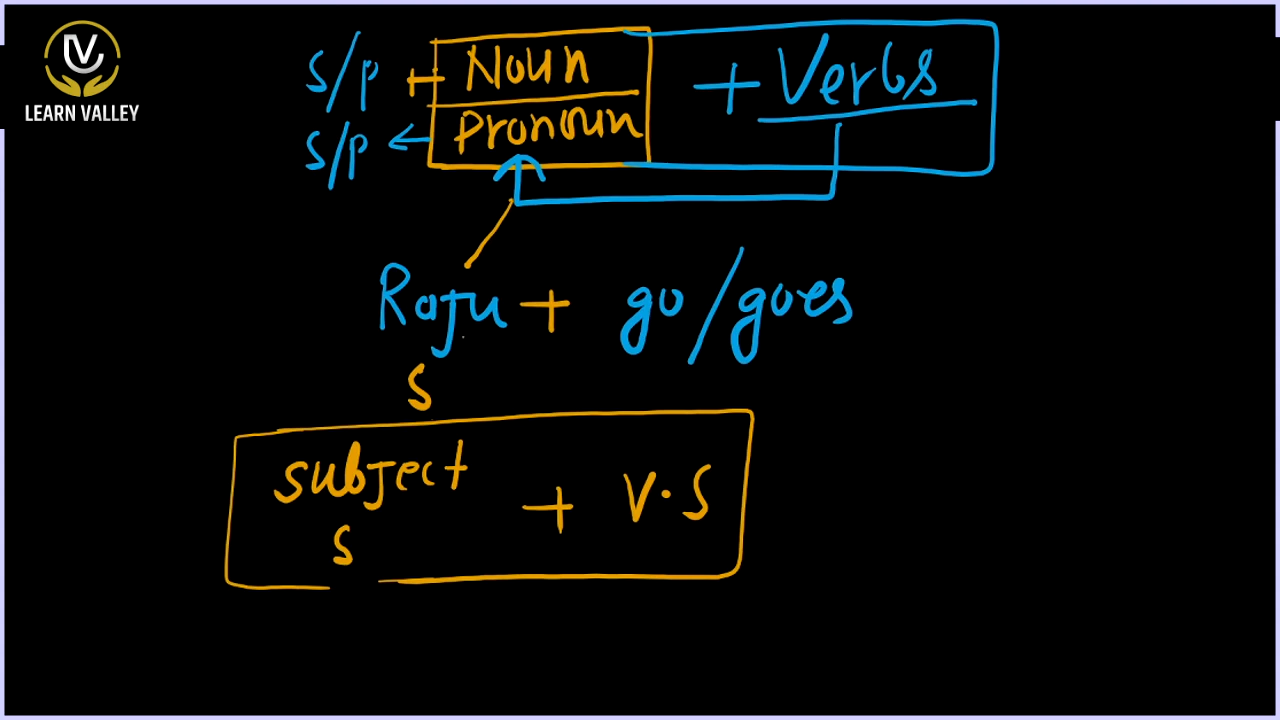 LEARN VALLEY
S/P Noun + Verbs
S/P Pronoun
Raju + go/goes
S
subject + V.S
S